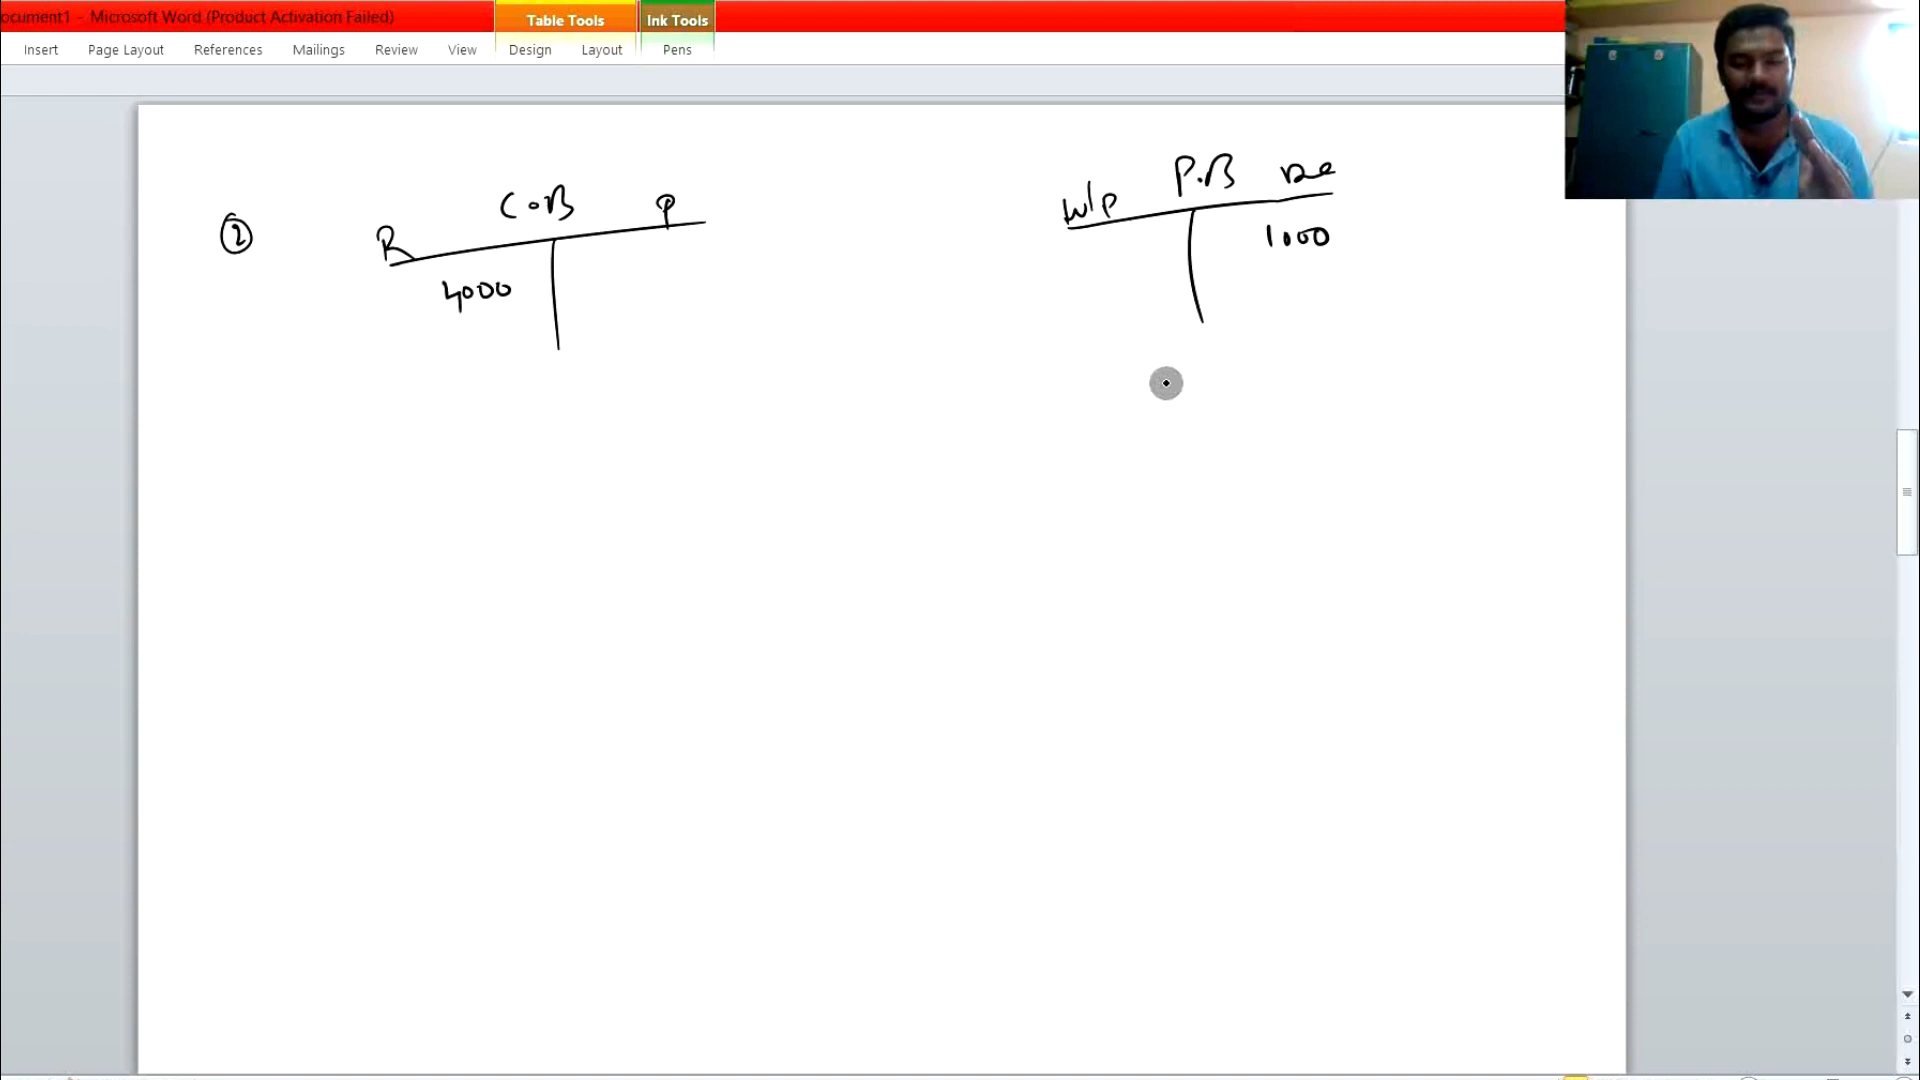 ocument1 - Microsoft Word (Product Activation Failed)
Table Tools
Ink Tools
Insert
Page Layout
References
Mailings
Review
View
Design
Layout
Pens
②
C.B
R
P
4000
P.B
W/P
De
1000